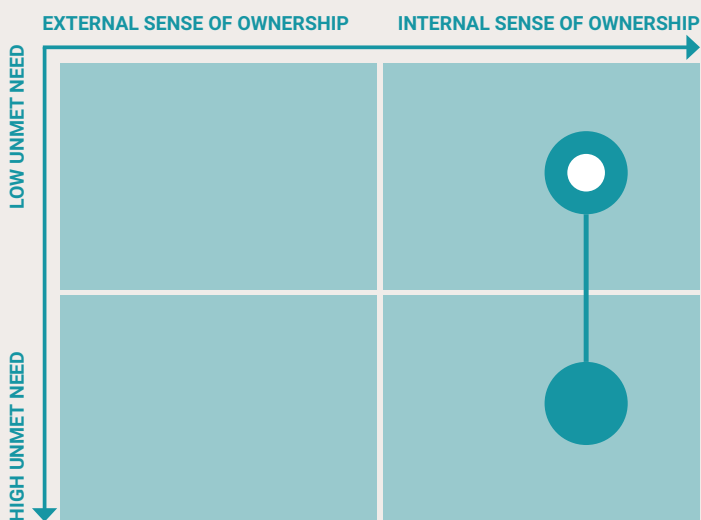 EXTERNAL SENSE OF OWNERSHIP
INTERNAL SENSE OF OWNERSHIP
LOW UNMET NEED
HIGH UNMET NEED